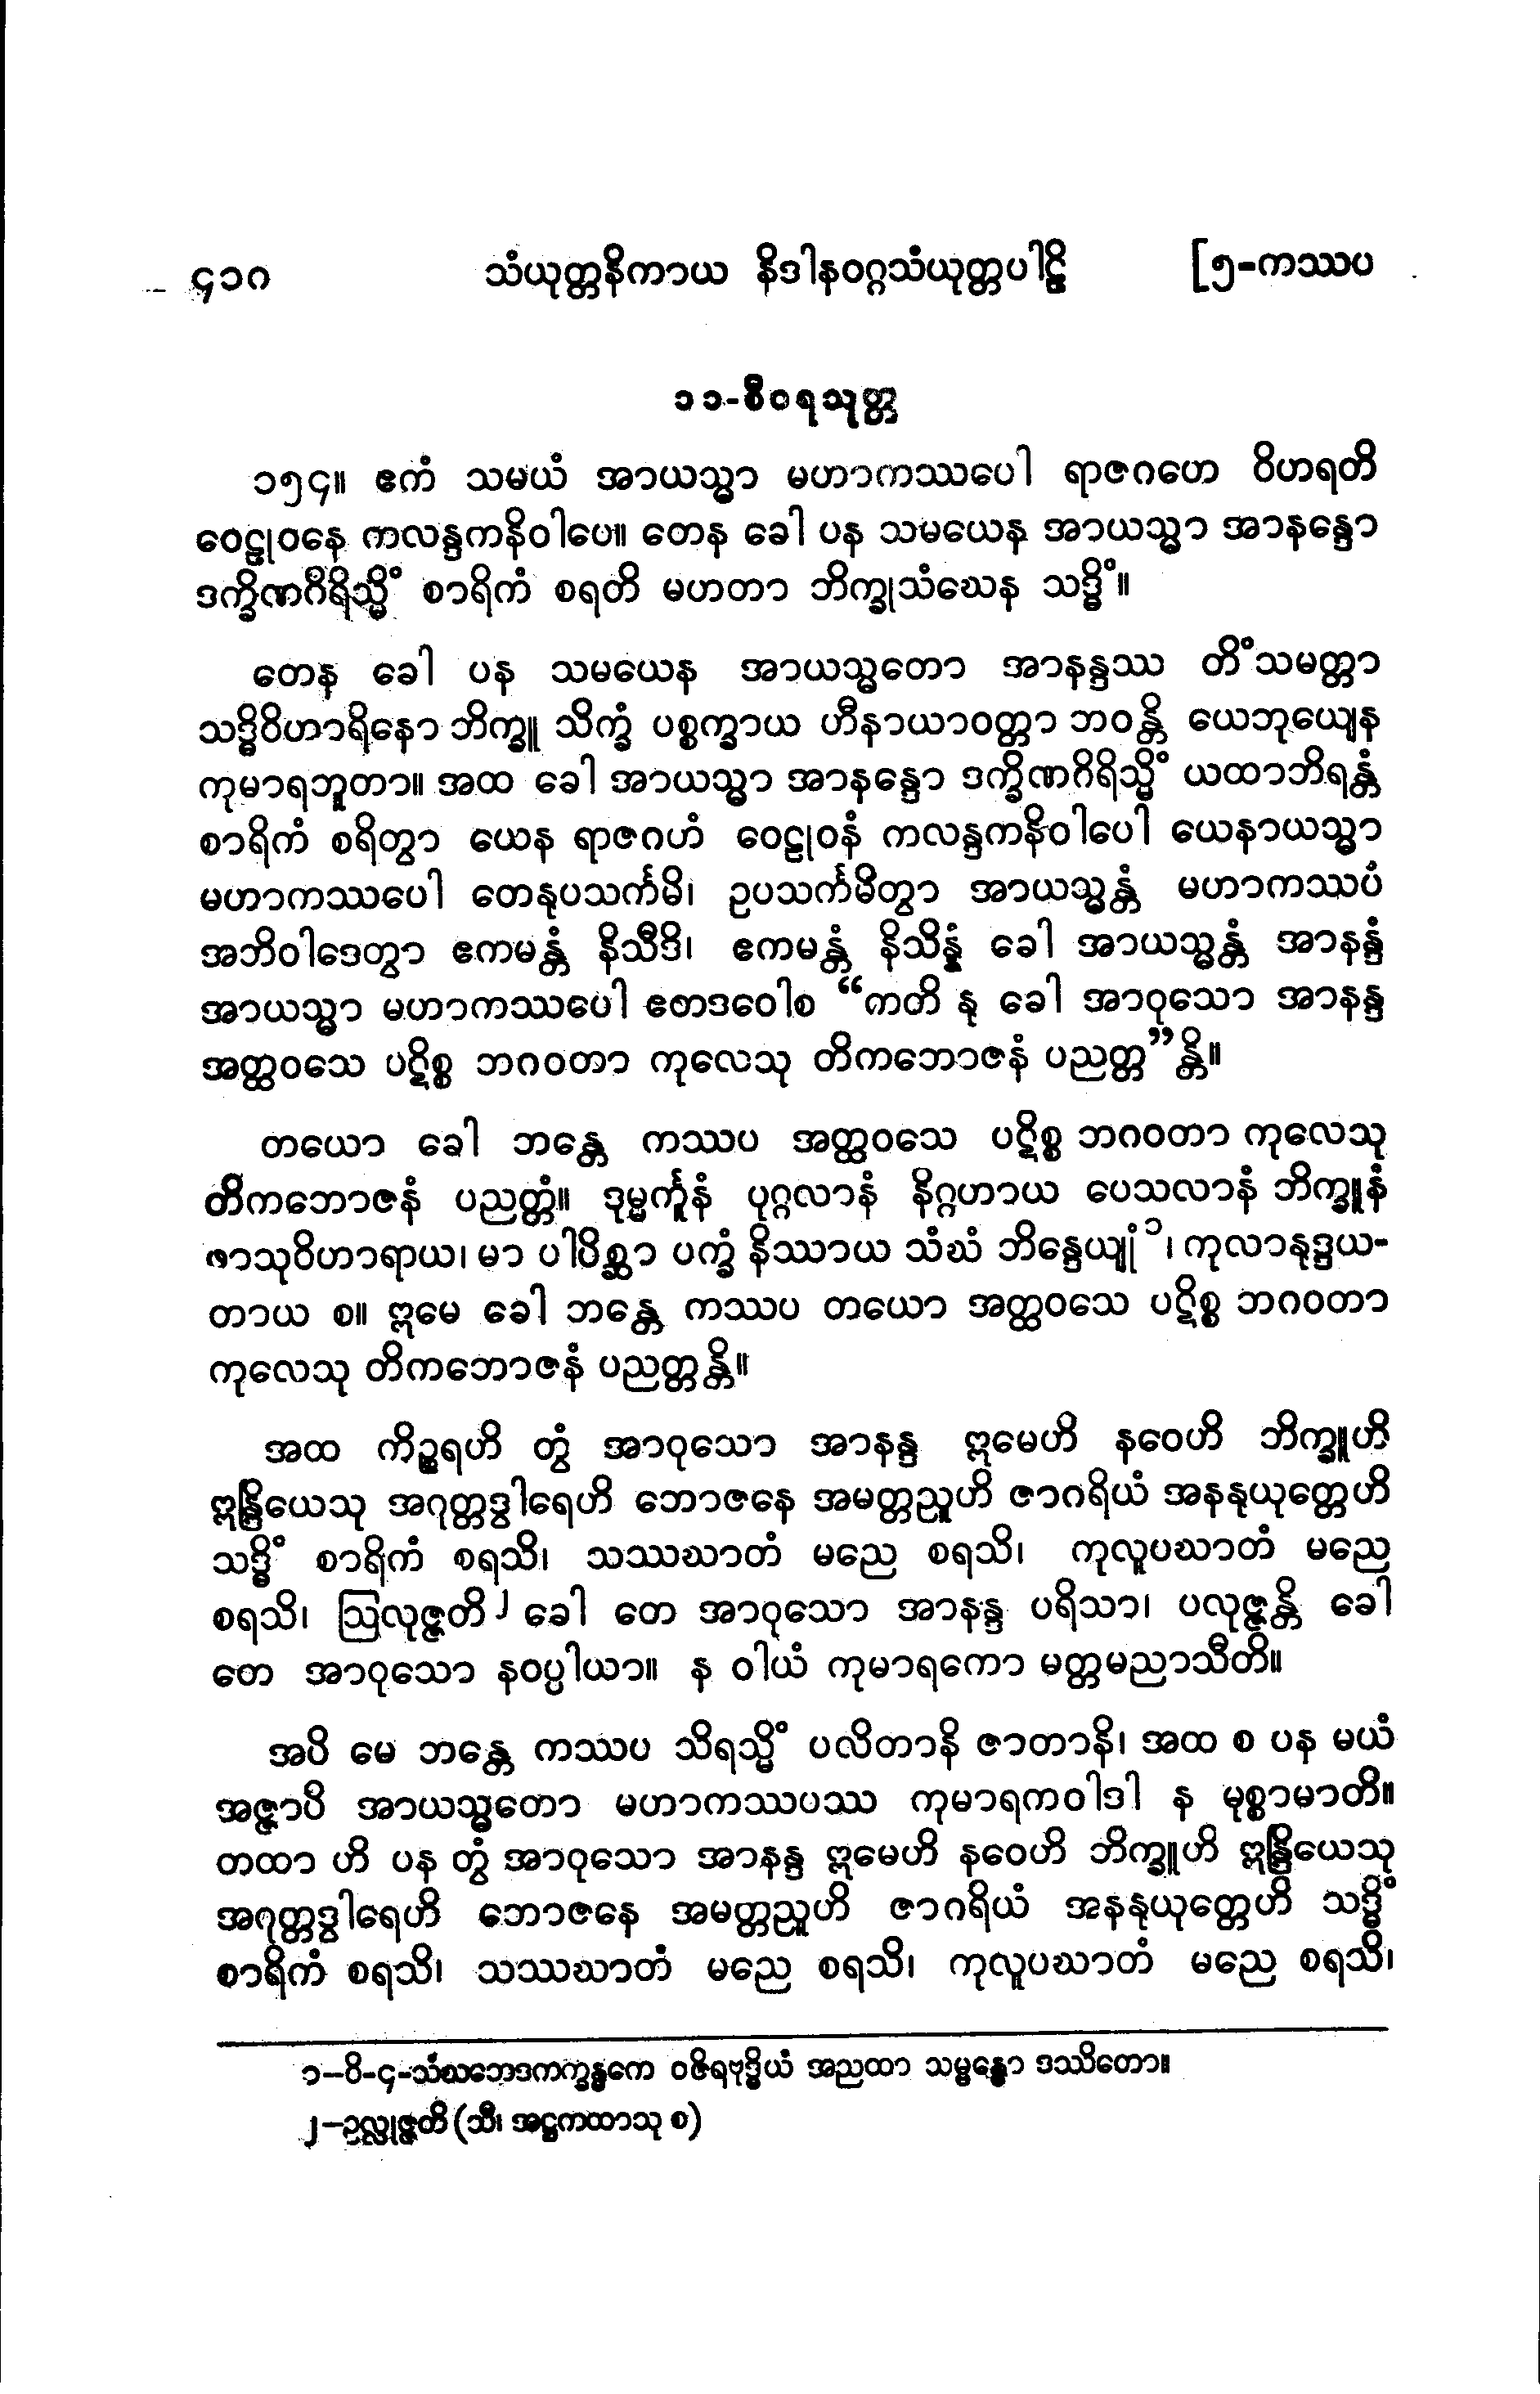 ၄၁၈ သံယုတ္တနိကာယ နိဒါနဝဂ္ဂသံယုတ္တပါဠိ [၅-ကဿပ
၁၁-စီဝရသုတ္တ
၁၅၄။ ဧကံ သမယံ အာယသ္မာ မဟာကဿပေါ ရာဇဂဟေ ဝိဟရတိ
ဝေဠုဝနေ ကလန္ဒကနိဝါပေ။ တေန ခေါ ပန သမယေန အာယသ္မာ အာနန္ဒော
ဒက္ခိဏဂိရိသ္မိံ စာရိကံ စရတိ မဟတာ ဘိက္ခုသံဃေန သဒ္ဓိံ။
တေန ခေါ ပန သမယေန အာယသ္မတော အာနန္ဒဿ တိံသမတ္တာ
သဒ္ဓိဝိဟာရိနော ဘိက္ခူ သိက္ခံ ပစ္စက္ခာယ ဟီနာယာဝတ္တာ ဘဝန္တိ ယေဘုယျေန
ကုမာရဘူတာ။ အထ ခေါ အာယသ္မာ အာနန္ဒော ဒက္ခိဏဂိရိသ္မိံ ယထာဘိရန္တံ
စာရိကံ စရိတွာ ယေန ရာဇဂဟံ ဝေဠုဝနံ ကလန္ဒကနိဝါပေါ ယေနာယသ္မာ
မဟာကဿပေါ တေနုပသင်္ကမိ၊ ဥပသင်္ကမိတွာ အာယသ္မန္တံ မဟာကဿပံ
အဘိဝါဒေတွာ ဧကမန္တံ နိသီဒိ၊ ဧကမန္တံ နိသိန္နံ ခေါ အာယသ္မန္တံ အာနန္ဒံ
အာယသ္မာ မဟာကဿပေါ ဧတဒဝေါစ “ကတိ နု ခေါ အာဝုသော အာနန္ဒ
အတ္ထဝသေ ပဋိစ္စ ဘဂဝတာ ကုလေသု တိကဘောဇနံ ပညတ္တ”န္တိ။
တယော ခေါ ဘန္တေ ကဿပ အတ္ထဝသေ ပဋိစ္စ ဘဂဝတာ ကုလေသု
တိကဘောဇနံ ပညတ္တံ။ ဒုမ္မင်္ကူနံ ပုဂ္ဂလာနံ နိဂ္ဂဟာယ ပေသလာနံ ဘိက္ခူနံ
ဖာသုဝိဟာရာယ၊ မာ ပါပိစ္ဆာ ပက္ခံ နိဿာယ သံဃံ ဘိန္ဒေယျုံ၁၊ ကုလာနုဒ္ဒယ-
တာယ စ။ ဣမေ ခေါ ဘန္တေ ကဿပ တယော အတ္ထဝသေ ပဋိစ္စ ဘဂဝတာ
ကုလေသု တိကဘောဇနံ ပညတ္တန္တိ။
အထ ကိဉ္စရဟိ တွံ အာဝုသော အာနန္ဒ ဣမေဟိ နဝေဟိ ဘိက္ခူဟိ
ဣန္ဒြိယေသု အဂုတ္တဒွါရေဟိ ဘောဇနေ အမတ္တညူဟိ ဇာဂရိယံ အနနုယုတ္တေဟိ
သဒ္ဓိံ စာရိကံ စရသိ၊ သဿဃာတံ မညေ စရသိ၊ ကုလူပဃာတံ မညေ
စရသိ၊ ဩလုဇ္ဇတိ၂ ခေါ တေ အာဝုသော အာနန္ဒ ပရိသာ၊ ပလုဇ္ဇန္တိ ခေါ
တေ အာဝုသော နဝပ္ပါယာ။ န ဝါယံ ကုမာရကော မတ္တမညာသီတိ။
အပိ မေ ဘန္တေ ကဿပ သိရသ္မိံ ပလိတာနိ ဇာတာနိ၊ အထ စ ပန မယံ
အဇ္ဇာပိ အာယသ္မတော မဟာကဿပဿ ကုမာရကဝါဒါ န မုစ္စာမာတိ။
တထာ ဟိ ပန တွံ အာဝုသော အာနန္ဒ ဣမေဟိ နဝေဟိ ဘိက္ခူဟိ ဣန္ဒြိယေသု
အဂုတ္တဒွါရေဟိ ဘောဇနေ အမတ္တညူဟိ ဇာဂရိယံ အနနုယုတ္တေဟိ သဒ္ဓိံ
စာရိကံ စရသိ၊ သဿဃာတံ မညေ စရသိ၊ ကုလူပဃာတံ မညေ စရသိ၊
၁-ဝိ-၄-သံဃဘေဒကက္ခန္ဓကေ ဝဇိရဗုဒ္ဓိယံ အညထာ သမ္ဗန္ဓော ဒဿိတော။
၂-ဥလ္လုဇ္ဇတိ (သီ၊ အဋ္ဌကထာသု စ)